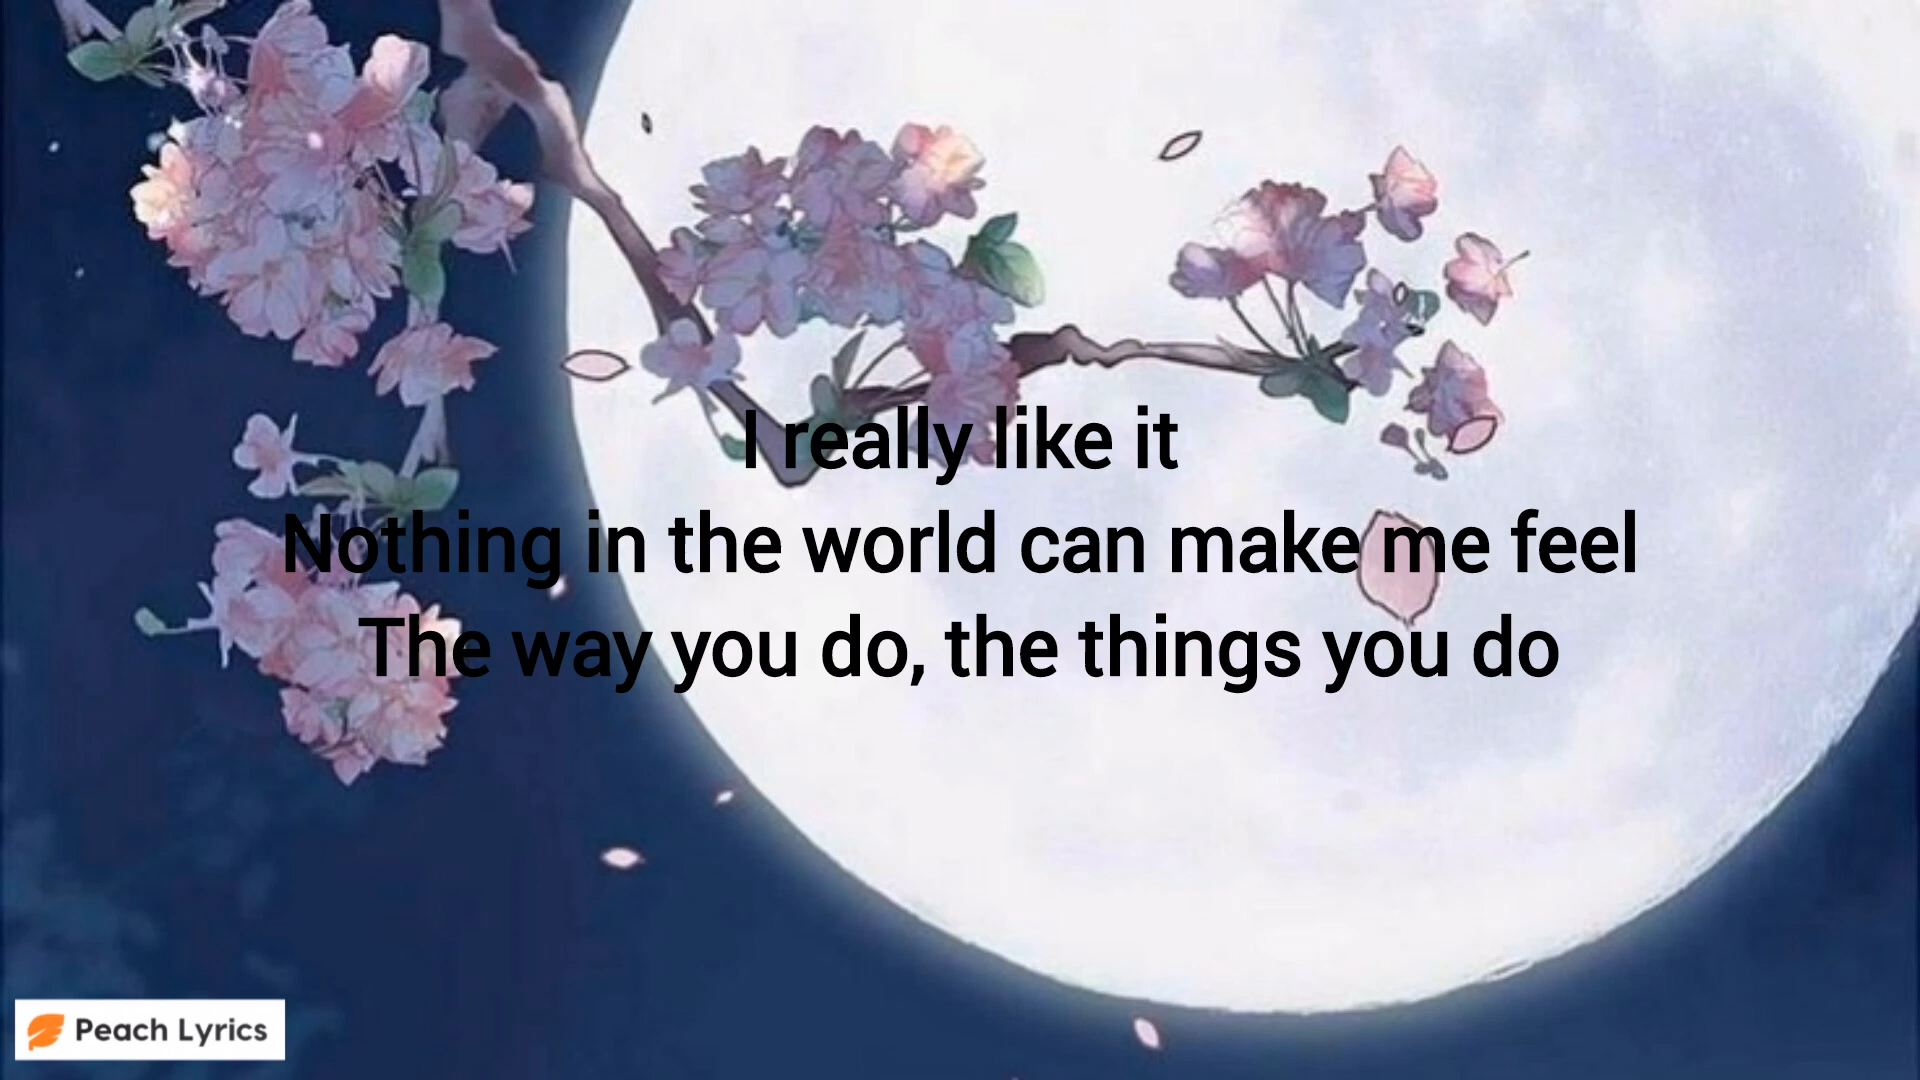 I really like it
Nothing in the world can make me feel
The way you do, the things you do
Peach Lyrics